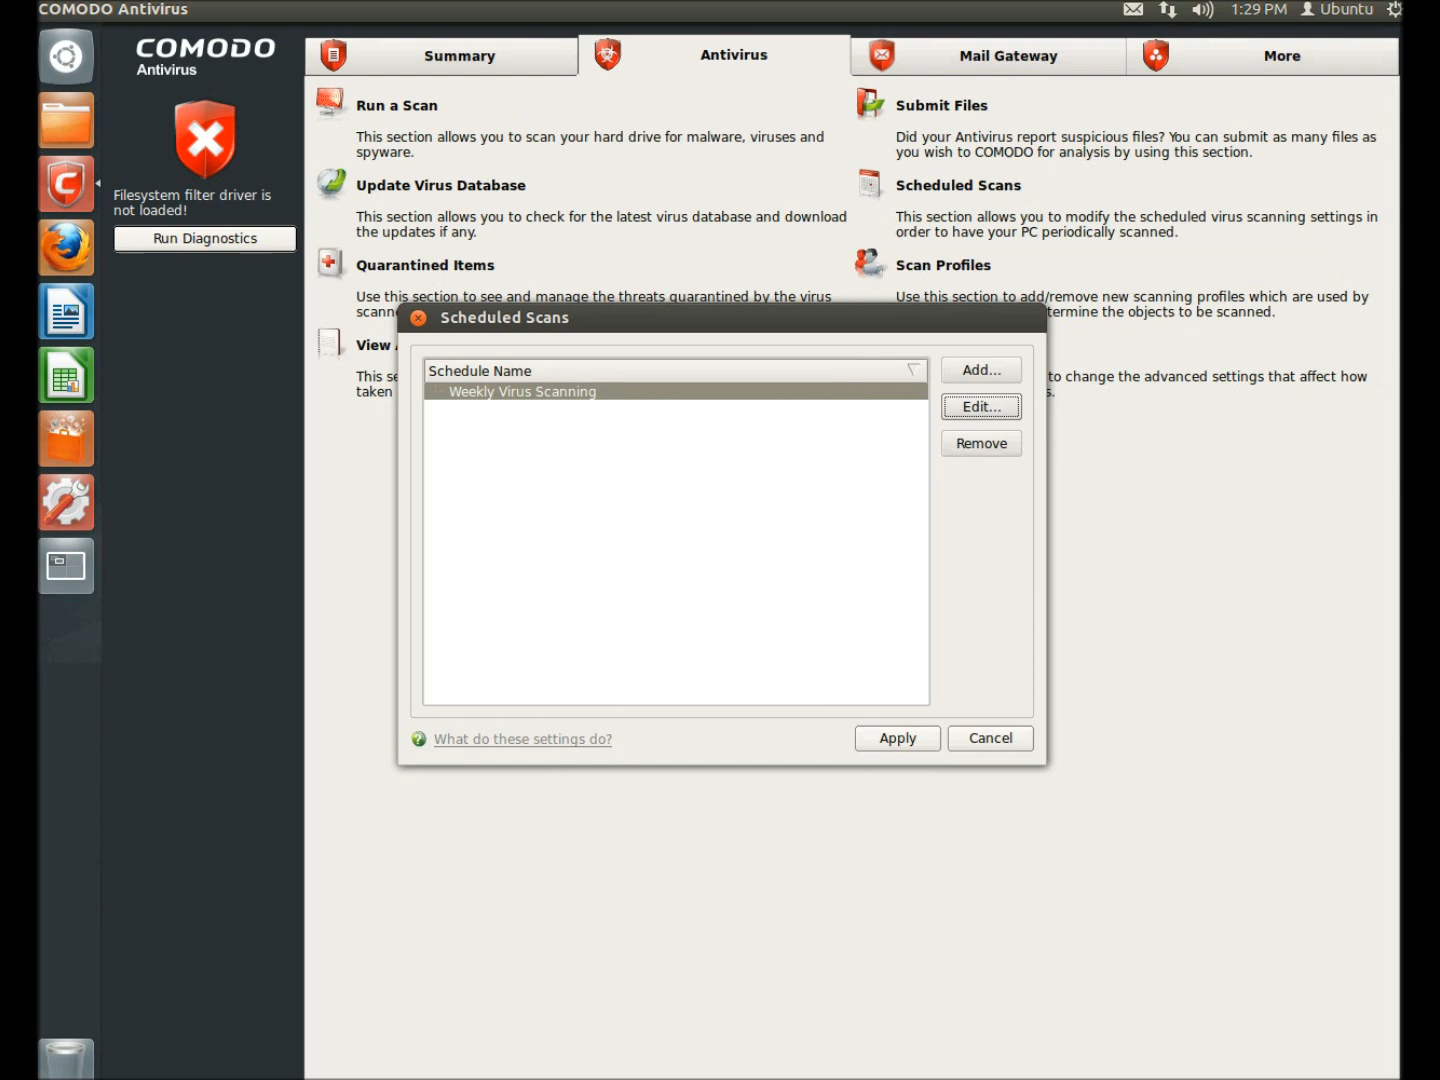 COMODO Antivirus
1:29 PM
Ubuntu
COMODO
Antivirus
Filesystem filter driver is
not loaded!
Run Diagnostics
Summary
Antivirus
Mail Gateway
More
Run a Scan
This section allows you to scan your hard drive for malware, viruses and
spyware.
Update Virus Database
This section allows you to check for the latest virus database and download
the updates if any.
Quarantined Items
Use this section to see and manage the threats quarantined by the virus
scann
View
This se
taken
Submit Files
Did your Antivirus report suspicious files? You can submit as many files as
you wish to COMODO for analysis by using this section.
Scheduled Scans
This section allows you to modify the scheduled virus scanning settings in
order to have your PC periodically scanned.
Scan Profiles
Use this section to add/remove new scanning profiles which are used by
termine the objects to be scanned.
to change the advanced settings that affect how
s.
Scheduled Scans
Schedule Name
Weekly Virus Scanning
Add...
Edit...
Remove
What do these settings do?
Apply
Cancel